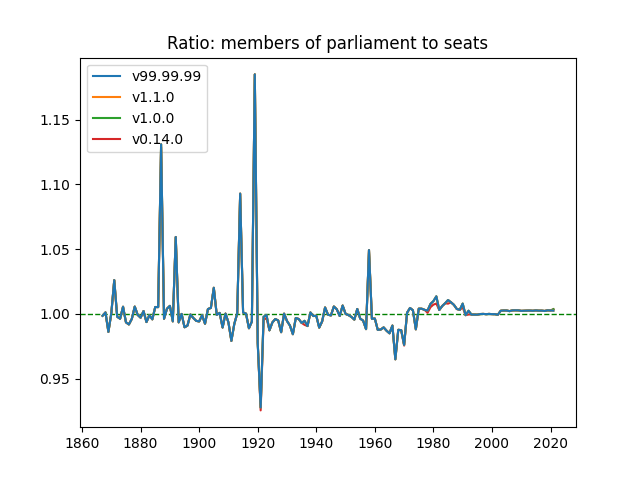 Ratio: members of parliament to seats
v99.99.99
v1.1.0
v1.0.0
v0.14.0
1.15
1.10
1.05
1.00
0.95
1860 1880 1900 1920 1940 1960 1980 2000 2020